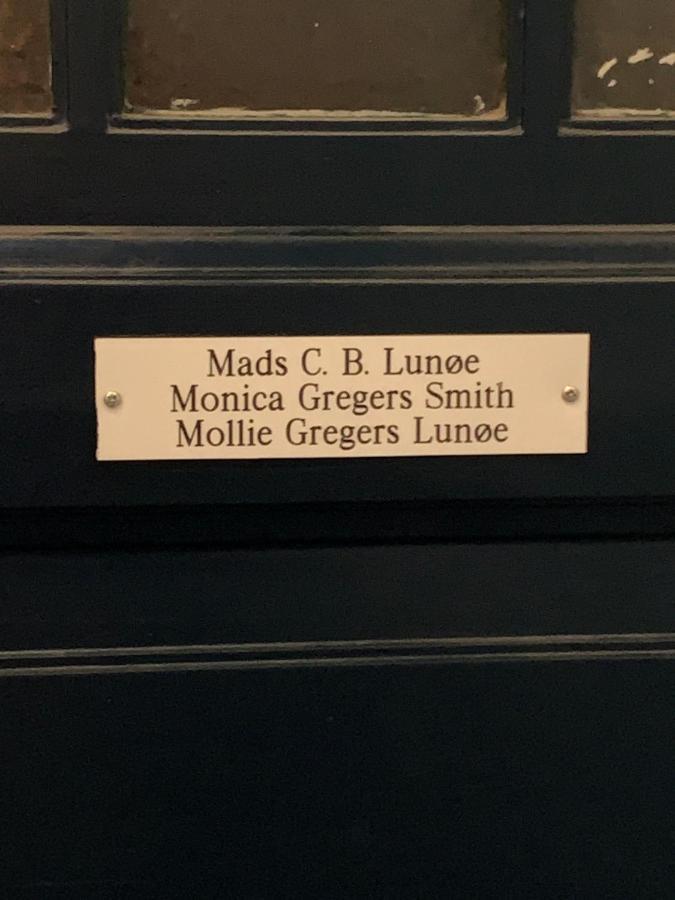 Mads C. B. Lunøe
Monica Gregers Smith
Mollie Gregers Lunøe